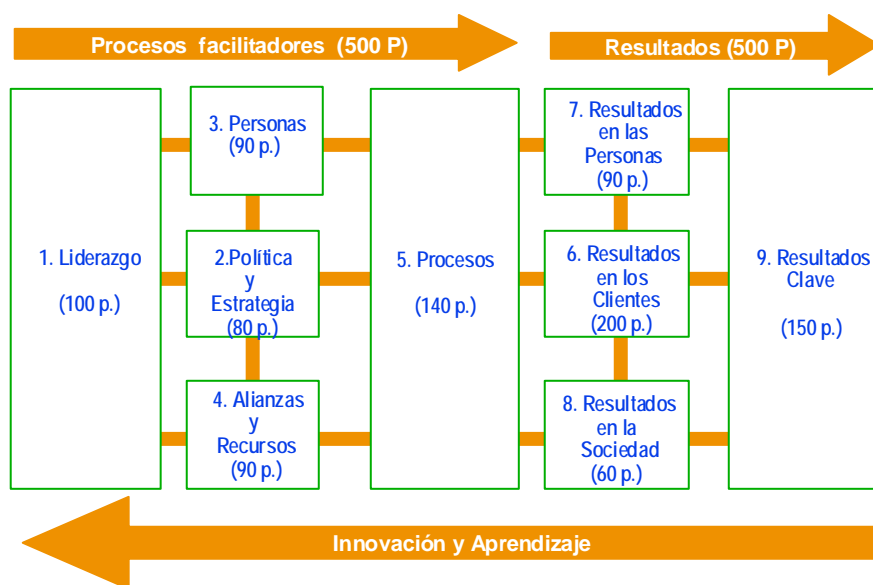 Procesos facilitadores (500 P)
Resultados (500 P)
1. Liderazgo
(100 p.)
3. Personas
(90 p.)
2.Política
y
Estrategia
(80 p.)
4. Alianzas
y
Recursos
(90 p.)
5. Procesos
(140 p.)
7. Resultados
en las
Personas
(90 p.)
6. Resultados
en los
Clientes
(200 p.)
8. Resultados
en la
Sociedad
(60 p.)
9. Resultados
Clave
(150 p.)
Innovación y Aprendizaje